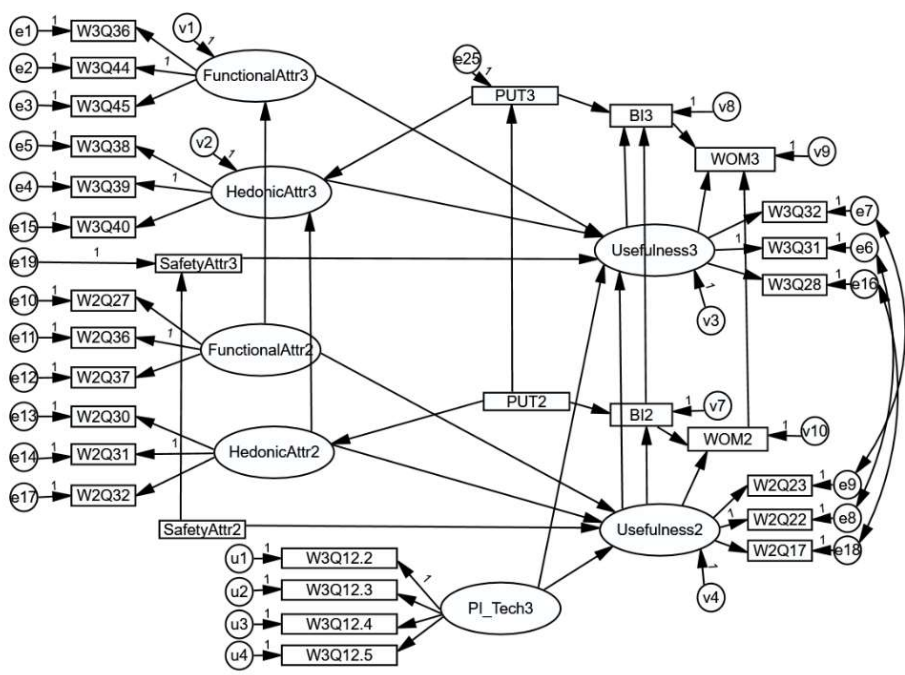 e1 1 W3Q36
e2 1 W3Q44 1
e3 1 W3Q45
v1 1
FunctionalAttr3
e5 1 W3Q38
e4 1 W3Q39 1
e15 1 W3Q40
v2 1
HedonicAttr3
e19 1 SafetyAttr3
e10 1 W2Q27
e11 1 W2Q36 1
e12 1 W2Q37
FunctionalAttr2
e13 1 W2Q30
e14 1 W2Q31 1
e17 1 W2Q32
HedonicAttr2
SafetyAttr2
u1 1 W3Q12.2 1
u2 1 W3Q12.3
u3 1 W3Q12.4
u4 1 W3Q12.5
PI_Tech3
e25 1
PUT3
BI3 1 v8
WOM3 1 v9
Usefulness3
W3Q32 1 e7
1 W3Q31 1 e6
W3Q28 1 e16
1
v3
PUT2
BI2 1 v7
WOM2 1 v10
Usefulness2
W2Q23 1 e9
1 W2Q22 1 e8
W2Q17 1 e18
1
v4